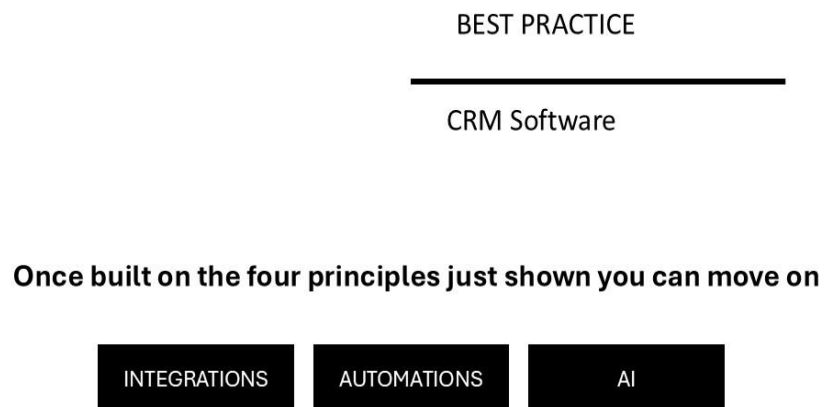 BEST PRACTICE
CRM Software
Once built on the four principles just shown you can move on
INTEGRATIONS
AUTOMATIONS
AI